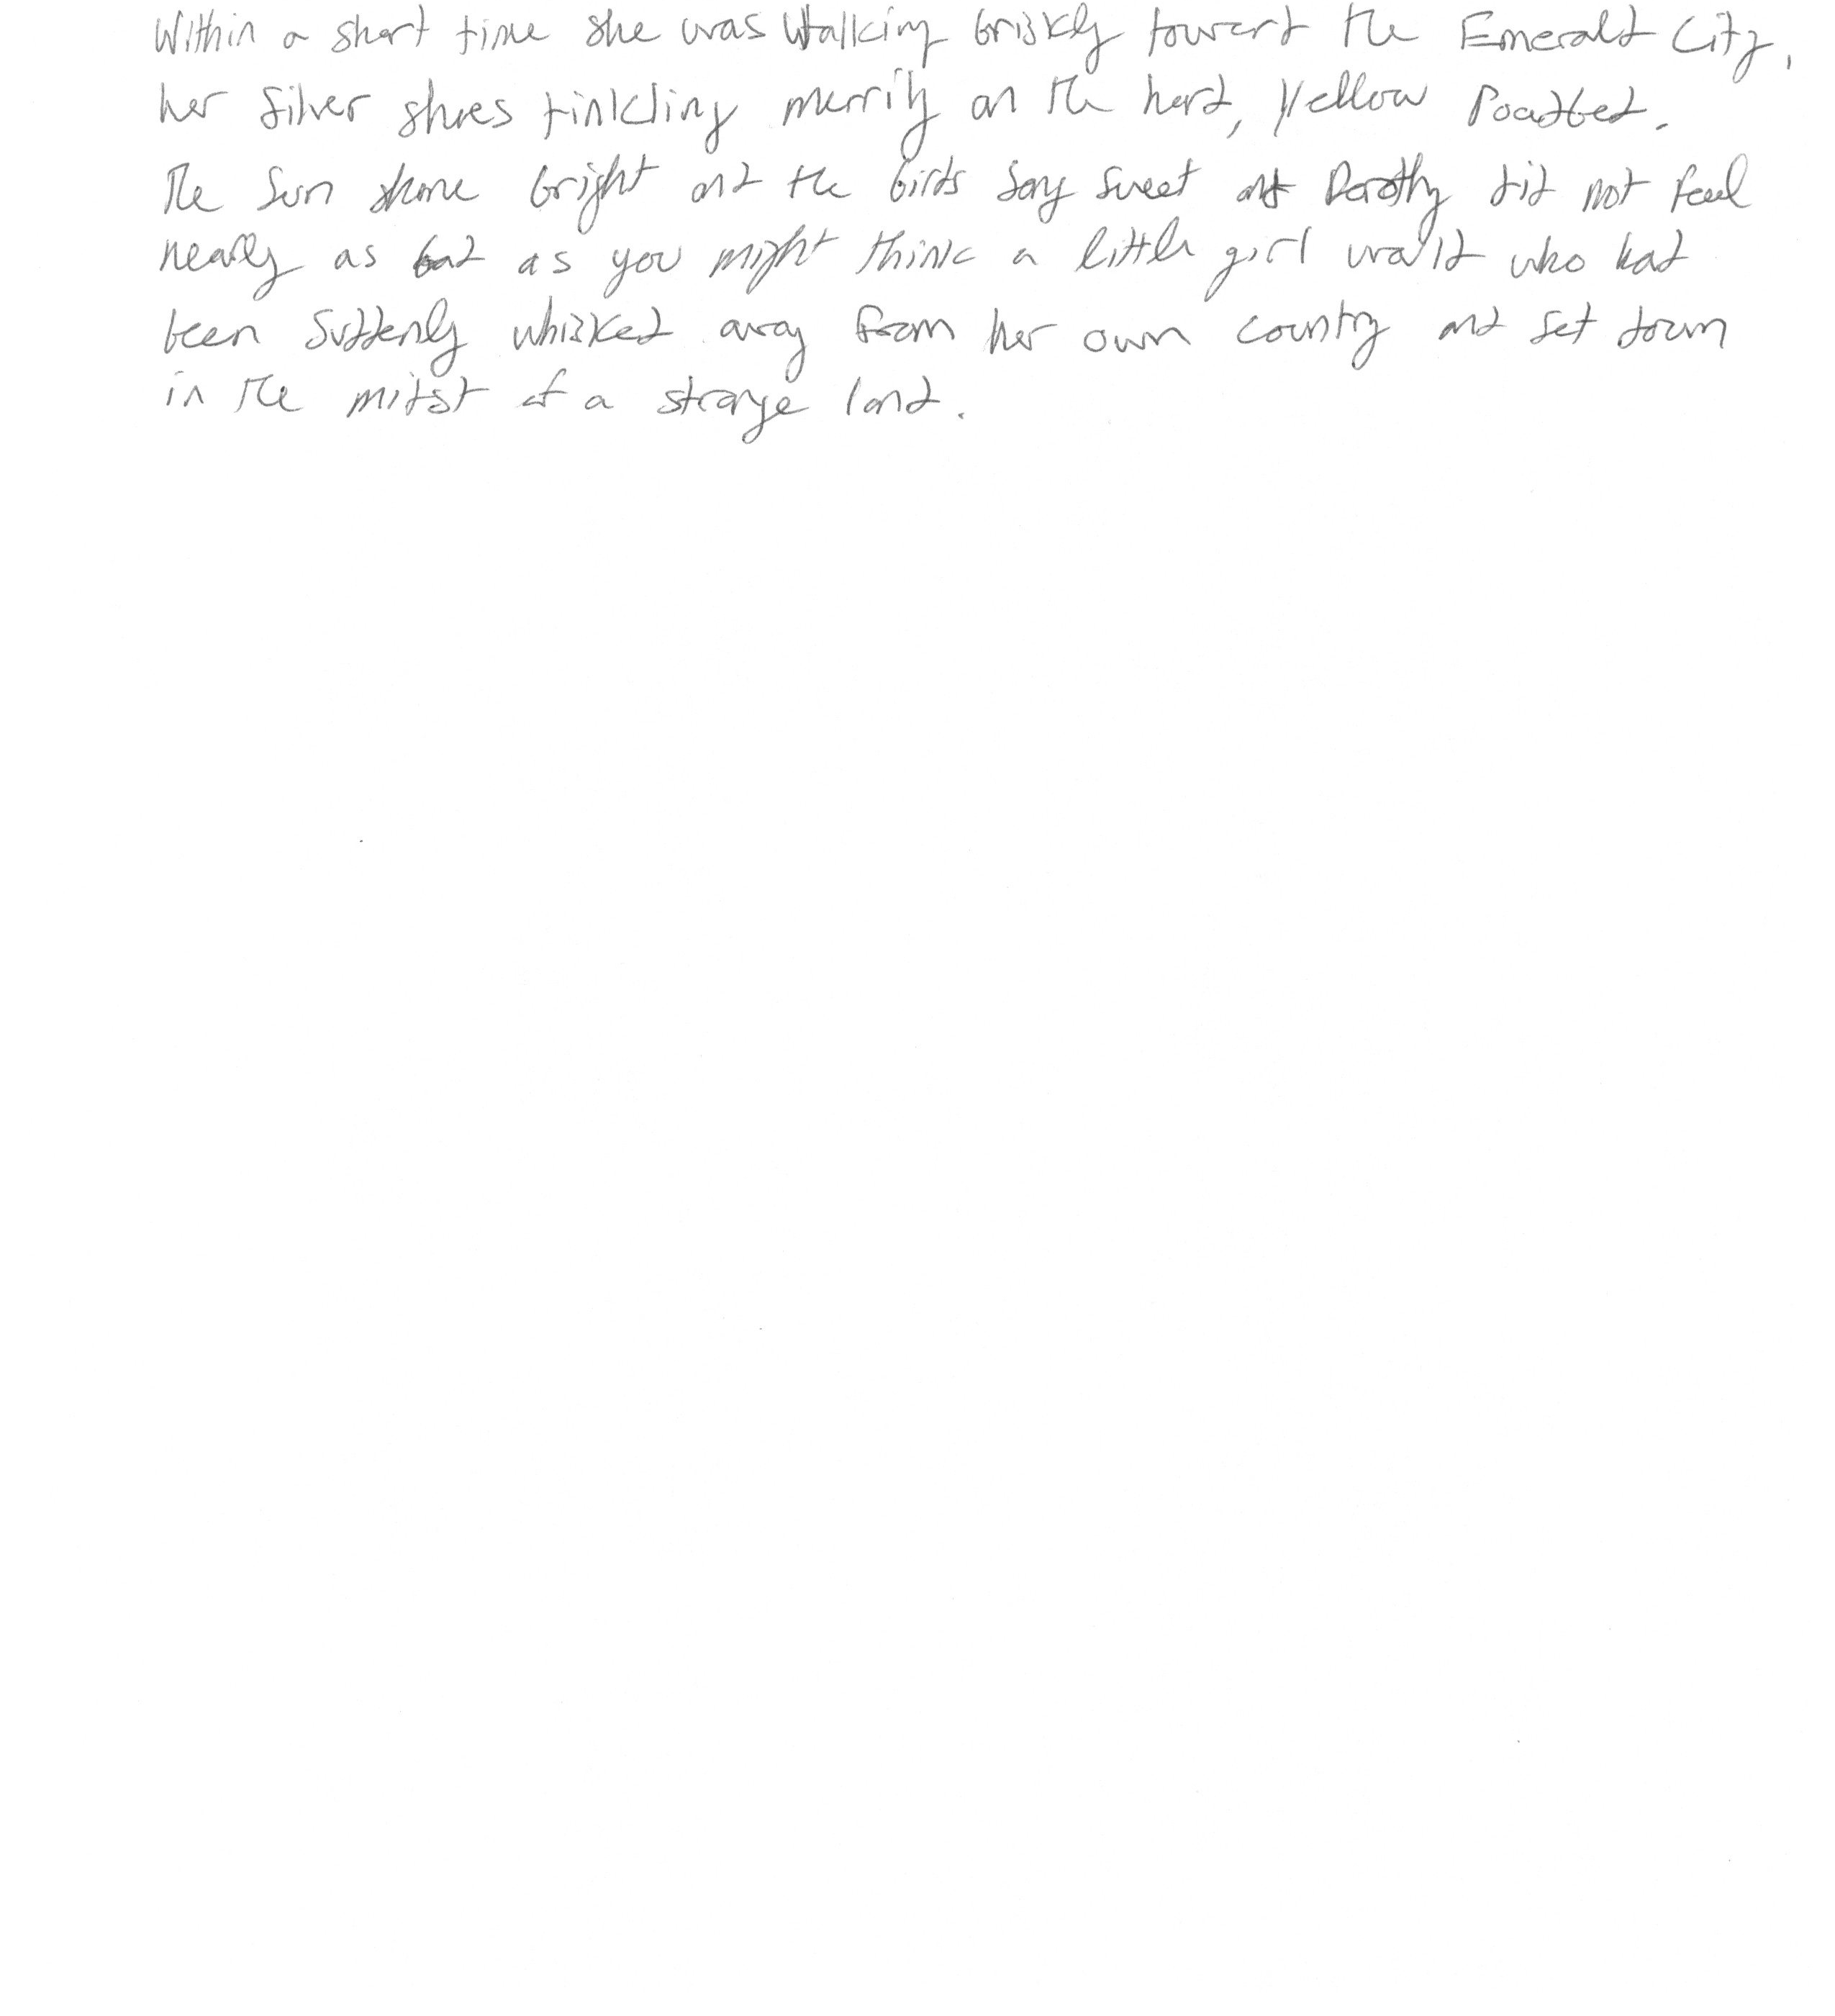 Within a short time she was walking briskly toward the Emerald City,
her Silver shoes tinkling merrily on the hard, Yellow Roadbed.
The Sun shone bright and the birds sang sweet and Dorothy did not feel
nearly as bad as you might think a little girl would who had
been suddenly whisked away from her own country and set down
in the midst of a strange land.